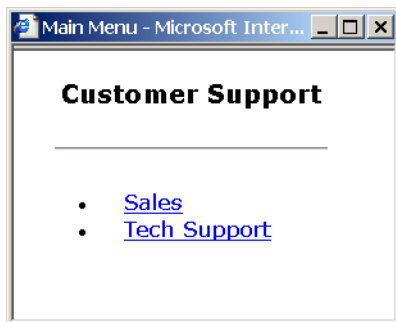 Main Menu - Microsoft Inter...
Customer Support
Sales
Tech Support